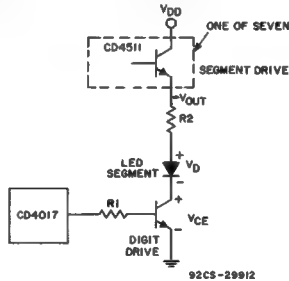 VDD
ONE OF SEVEN
CD4511
SEGMENT DRIVE
VOUT
R2
LED
SEGMENT
+
VD
-
CD4017
R1
+
VCE
-
DIGIT
DRIVE
92CS-29912